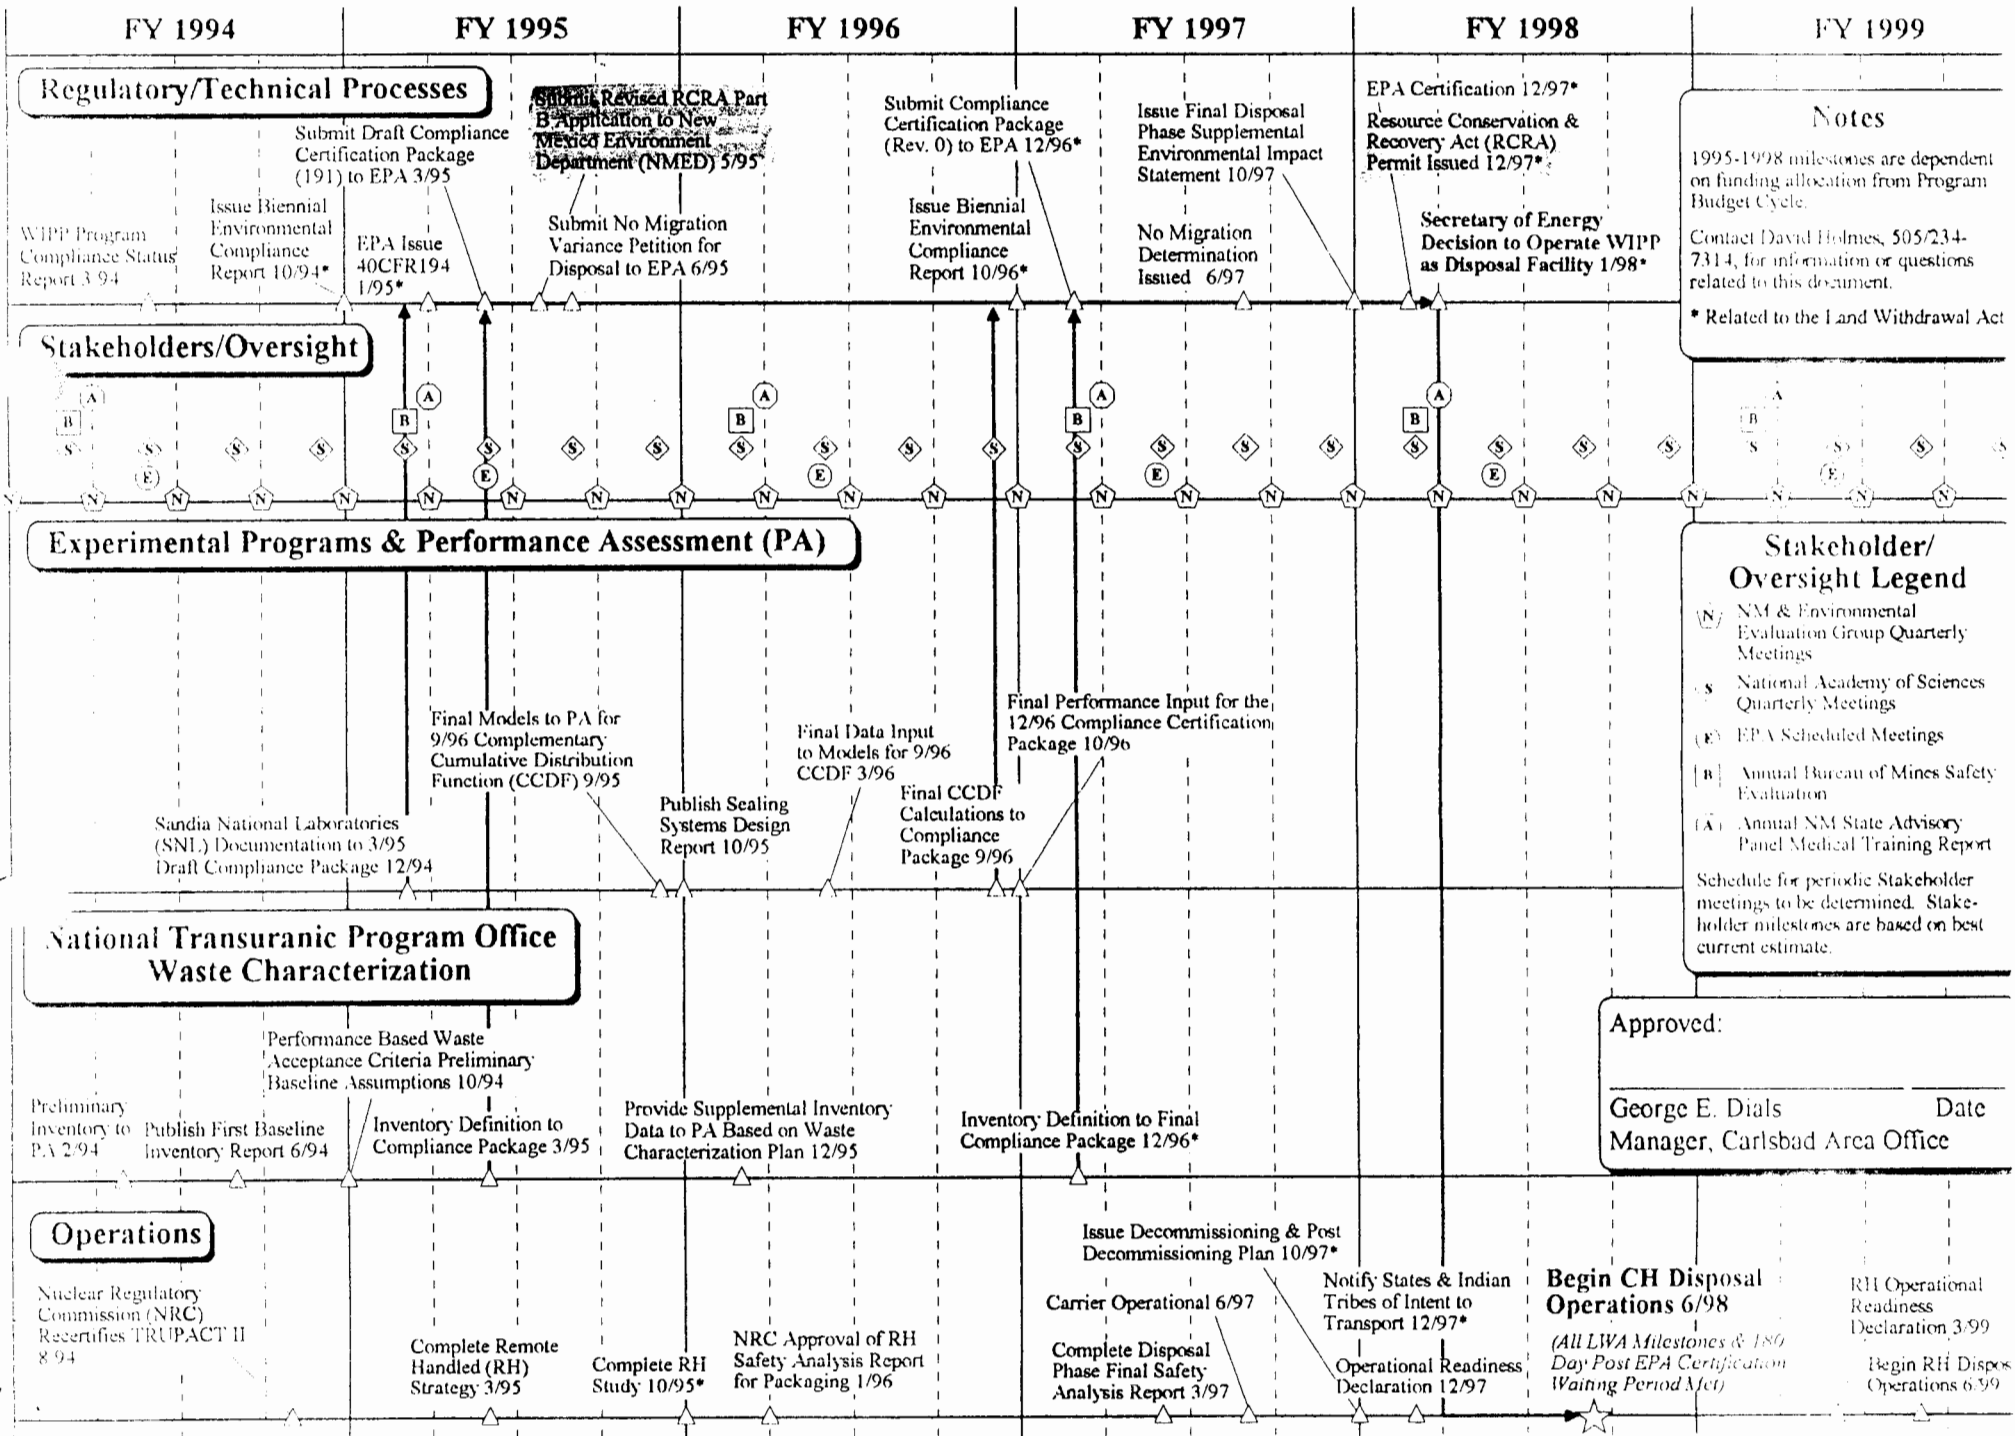 FY 1994
FY 1995
FY 1996
FY 1997
FY 1998
FY 1999
Regulatory/Technical Processes
WIPP Program
Compliance Status
Report 3 94
Issue Biennial
Environmental
Compliance
Report 10/94*
Submit Draft Compliance
Certification Package
(191) to EPA 3/95
EPA Issue
40CFR194
1/95*
Submit Revised RCRA Part
B Application to New
Mexico Environment
Department (NMED) 5/95
Submit No Migration
Variance Petition for
Disposal to EPA 6/95
Submit Compliance
Certification Package
(Rev. 0) to EPA 12/96*
Issue Biennial
Environmental
Compliance
Report 10/96*
Issue Final Disposal
Phase Supplemental
Environmental Impact
Statement 10/97
No Migration
Determination
Issued 6/97
EPA Certification 12/97*
Resource Conservation &
Recovery Act (RCRA)
Permit Issued 12/97*
Secretary of Energy
Decision to Operate WIPP
as Disposal Facility 1/98*
Notes
1995-1998 milestones are dependent
on funding allocation from Program
Budget Cycle.
Contact David Holmes, 505/234-
7314, for information or questions
related to this document.
* Related to the Land Withdrawal Act
Stakeholders/Oversight
A A A A A A
B B B B B B
S S S S S S S S S S S S S S S S S S S S S S S S
E E E E E E
N N N N N N N N N N N N N N N N N N N N N N N N
Experimental Programs & Performance Assessment (PA)
Sandia National Laboratories
(SNL) Documentation to 3/95
Draft Compliance Package 12/94
Final Models to PA for
9/96 Complementary
Cumulative Distribution
Function (CCDF) 9/95
Publish Sealing
Systems Design
Report 10/95
Final Data Input
to Models for 9/96
CCDF 3/96
Final CCDF
Calculations to
Compliance
Package 9/96
Final Performance Input for the
12/96 Compliance Certification
Package 10/96
Stakeholder/
Oversight Legend
N NM & Environmental
Evaluation Group Quarterly
Meetings
S National Academy of Sciences
Quarterly Meetings
E EPA Scheduled Meetings
B Annual Bureau of Mines Safety
Evaluation
A Annual NM State Advisory
Panel Medical Training Report
Schedule for periodic Stakeholder
meetings to be determined. Stake-
holder milestones are based on best
current estimate.
National Transuranic Program Office
Waste Characterization
Preliminary
Inventory to
PA 2/94
Publish First Baseline
Inventory Report 6/94
Performance Based Waste
Acceptance Criteria Preliminary
Baseline Assumptions 10/94
Inventory Definition to
Compliance Package 3/95
Provide Supplemental Inventory
Data to PA Based on Waste
Characterization Plan 12/95
Inventory Definition to Final
Compliance Package 12/96*
Approved:
George E. Dials Date
Manager, Carlsbad Area Office
Operations
Nuclear Regulatory
Commission (NRC)
Recertifies TRUPACT II
8 94
Complete Remote
Handled (RH)
Strategy 3/95
Complete RH
Study 10/95*
NRC Approval of RH
Safety Analysis Report
for Packaging 1/96
Issue Decommissioning & Post
Decommissioning Plan 10/97*
Carrier Operational 6/97
Complete Disposal
Phase Final Safety
Analysis Report 3/97
Notify States & Indian
Tribes of Intent to
Transport 12/97*
Operational Readiness
Declaration 12/97
Begin CH Disposal
Operations 6/98
(All LWA Milestones & 180
Day Post EPA Certification
Waiting Period Met)
RH Operational
Readiness
Declaration 3/99
Begin RH Dispos
Operations 6/99